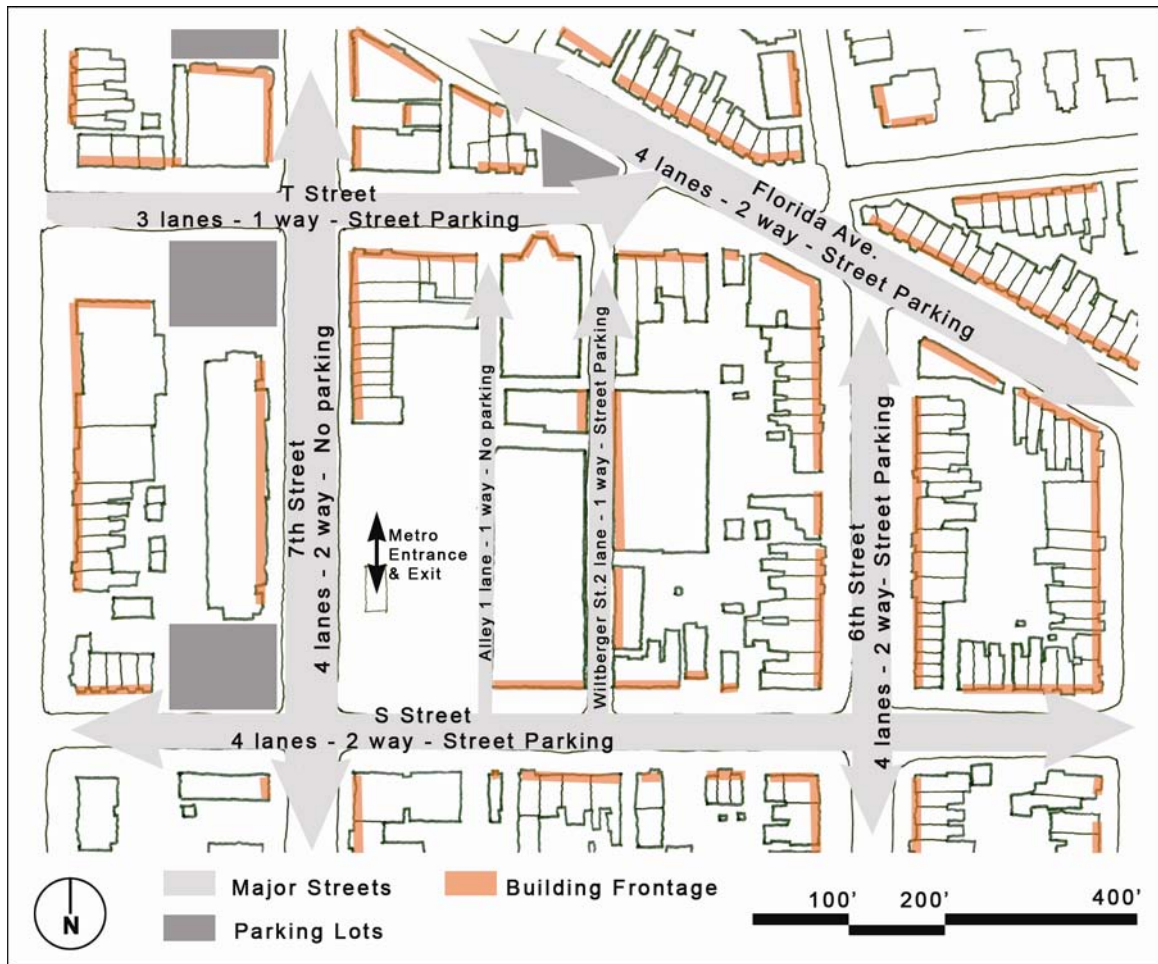 T Street
3 lanes - 1 way - Street Parking
Florida Ave.
4 lanes - 2 way - Street Parking
7th Street
4 lanes - 2 way - No parking
Metro
Entrance
& Exit
Alley 1 lane - 1 way - No parking
Wiltberger St.2 lane - 1 way - Street Parking
6th Street
4 lanes - 2 way- Street Parking
S Street
4 lanes - 2 way - Street Parking
N
Major Streets
Building Frontage
Parking Lots
100' 200' 400'